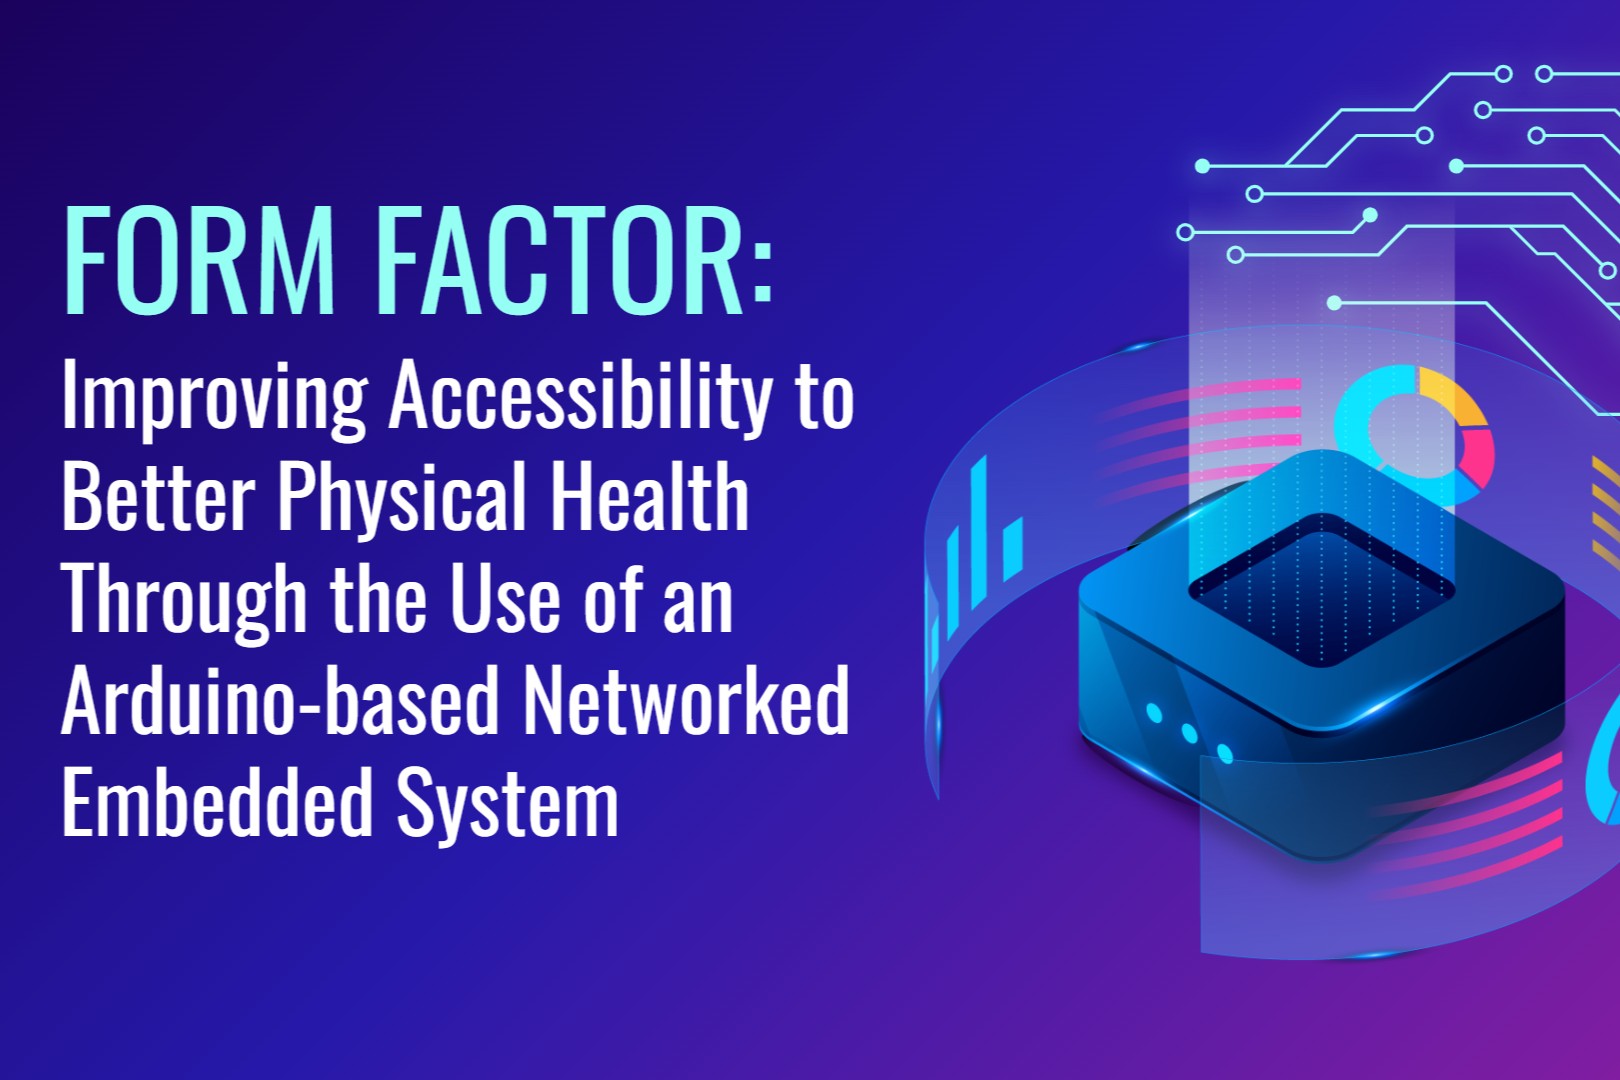 FORM FACTOR:
Improving Accessibility to
Better Physical Health
Through the Use of an
Arduino-based Networked
Embedded System